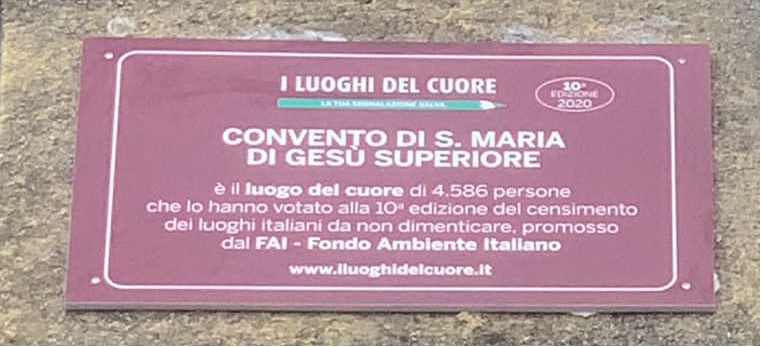 I LUOGHI DEL CUORE
LA TUA SEGNALAZIONE SALVA.
10ª
EDIZIONE
2020
CONVENTO DI S. MARIA
DI GESÙ SUPERIORE
è il luogo del cuore di 4.586 persone
che lo hanno votato alla 10ª edizione del censimento
dei luoghi italiani da non dimenticare, promosso
dal FAI - Fondo Ambiente Italiano
www.iluoghidelcuore.it